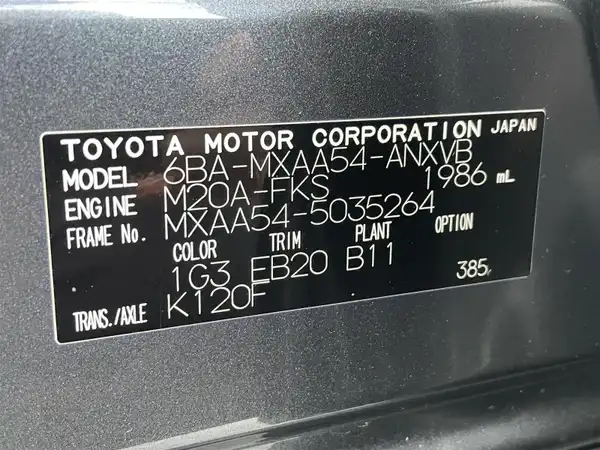 TOYOTA MOTOR CORPORATION JAPAN
MODEL 6BA-MXAA54-ANXVB
ENGINE M20A-FKS 1986 mL
FRAME No. MXAA54-5035264
COLOR TRIM PLANT OPTION
1G3 EB20 B11
TRANS./AXLE K120F 385